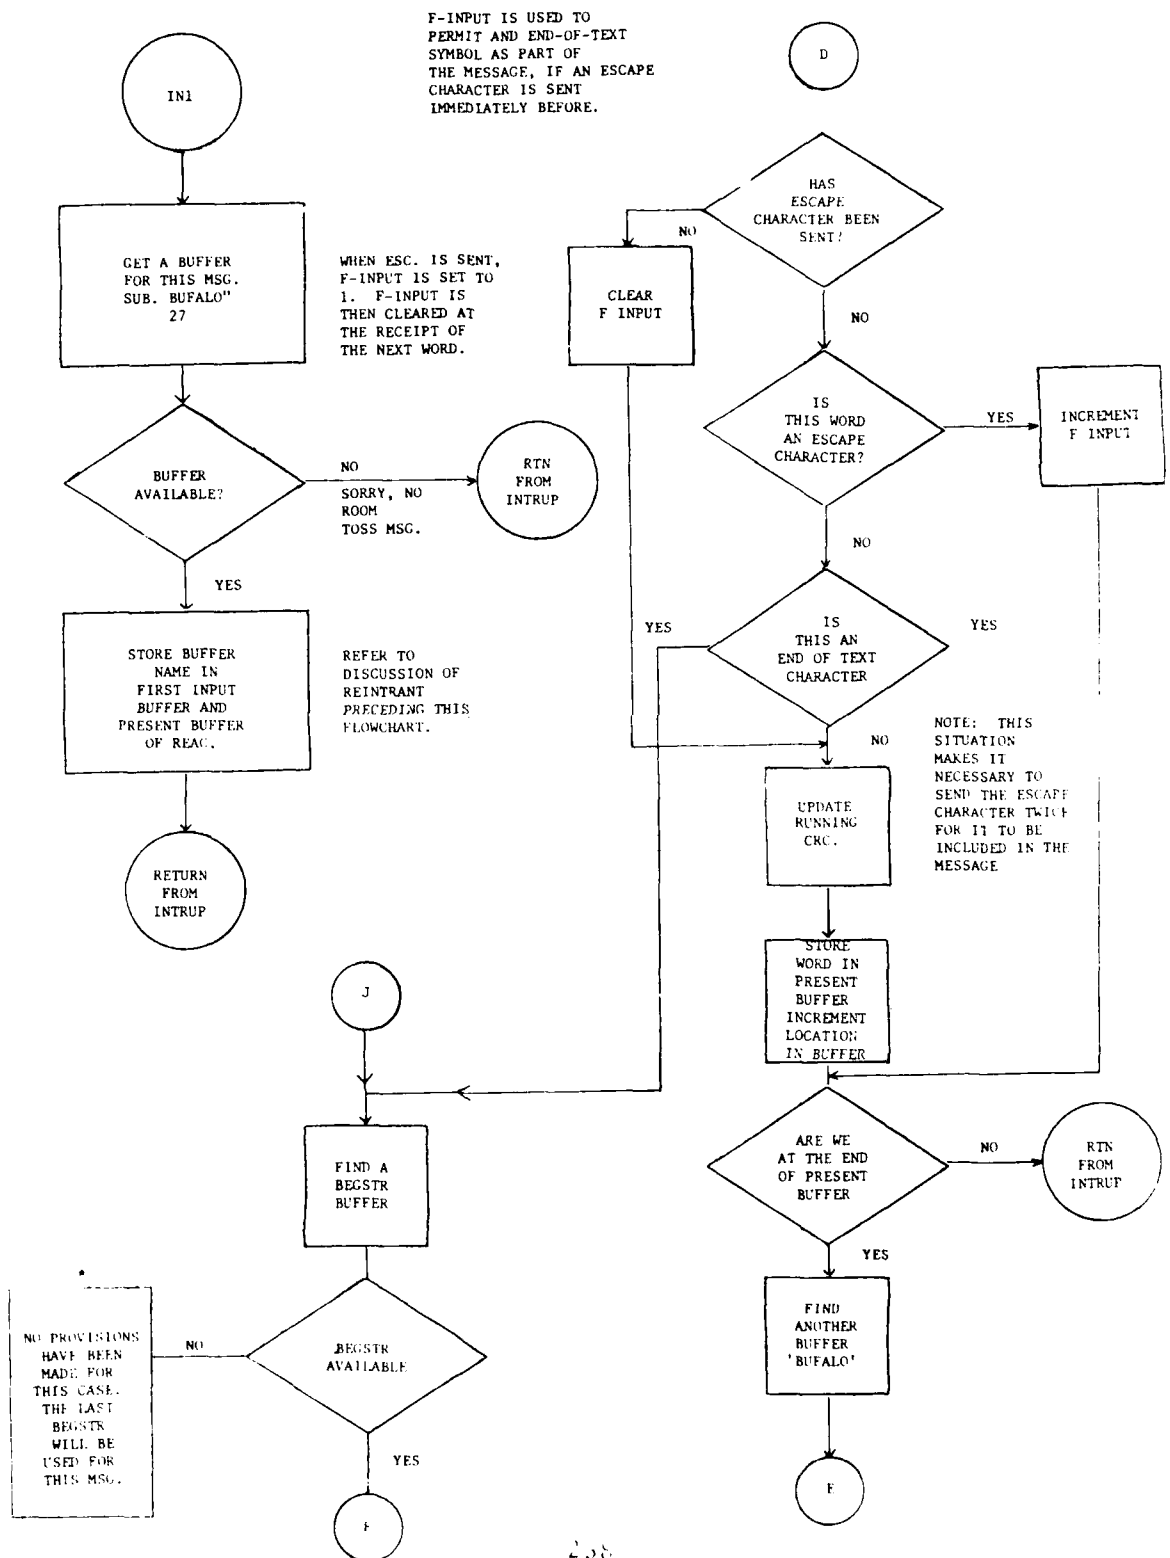 F-INPUT IS USED TO
PERMIT AND END-OF-TEXT
SYMBOL AS PART OF
THE MESSAGE, IF AN ESCAPE
CHARACTER IS SENT
IMMEDIATELY BEFORE.
IN1
GET A BUFFER
FOR THIS MSG.
SUB. BUFALO"
27
WHEN ESC. IS SENT,
F-INPUT IS SET TO
1. F-INPUT IS
THEN CLEARED AT
THE RECEIPT OF
THE NEXT WORD.
BUFFER
AVAILABLE?
NO
SORRY, NO
ROOM
TOSS MSG.
RTN
FROM
INTRUP
YES
STORE BUFFER
NAME IN
FIRST INPUT
BUFFER AND
PRESENT BUFFER
OF REAC.
REFER TO
DISCUSSION OF
REINTRANT
PRECEDING THIS
FLOWCHART.
RETURN
FROM
INTRUP
D
HAS
ESCAPE
CHARACTER BEEN
SENT?
NO
CLEAR
F INPUT
NO
IS
THIS WORD
AN ESCAPE
CHARACTER?
YES
INCREMENT
F INPUT
NO
IS
THIS AN
END OF TEXT
CHARACTER
YES
YES
NO
NOTE: THIS
SITUATION
MAKES IT
NECESSARY TO
SEND THE ESCAPE
CHARACTER TWICE
FOR IT TO BE
INCLUDED IN THE
MESSAGE
UPDATE
RUNNING
CRC.
STORE
WORD IN
PRESENT
BUFFER
INCREMENT
LOCATION
IN BUFFER
ARE WE
AT THE END
OF PRESENT
BUFFER
NO
RTN
FROM
INTRUP
YES
FIND
ANOTHER
BUFFER
'BUFALO'
E
J
FIND A
BEGSTR
BUFFER
BEGSTR
AVAILABLE
NO
*
NO PROVISIONS
HAVE BEEN
MADE FOR
THIS CASE.
THE LAST
BEGSTR
WILL BE
USED FOR
THIS MSG.
YES